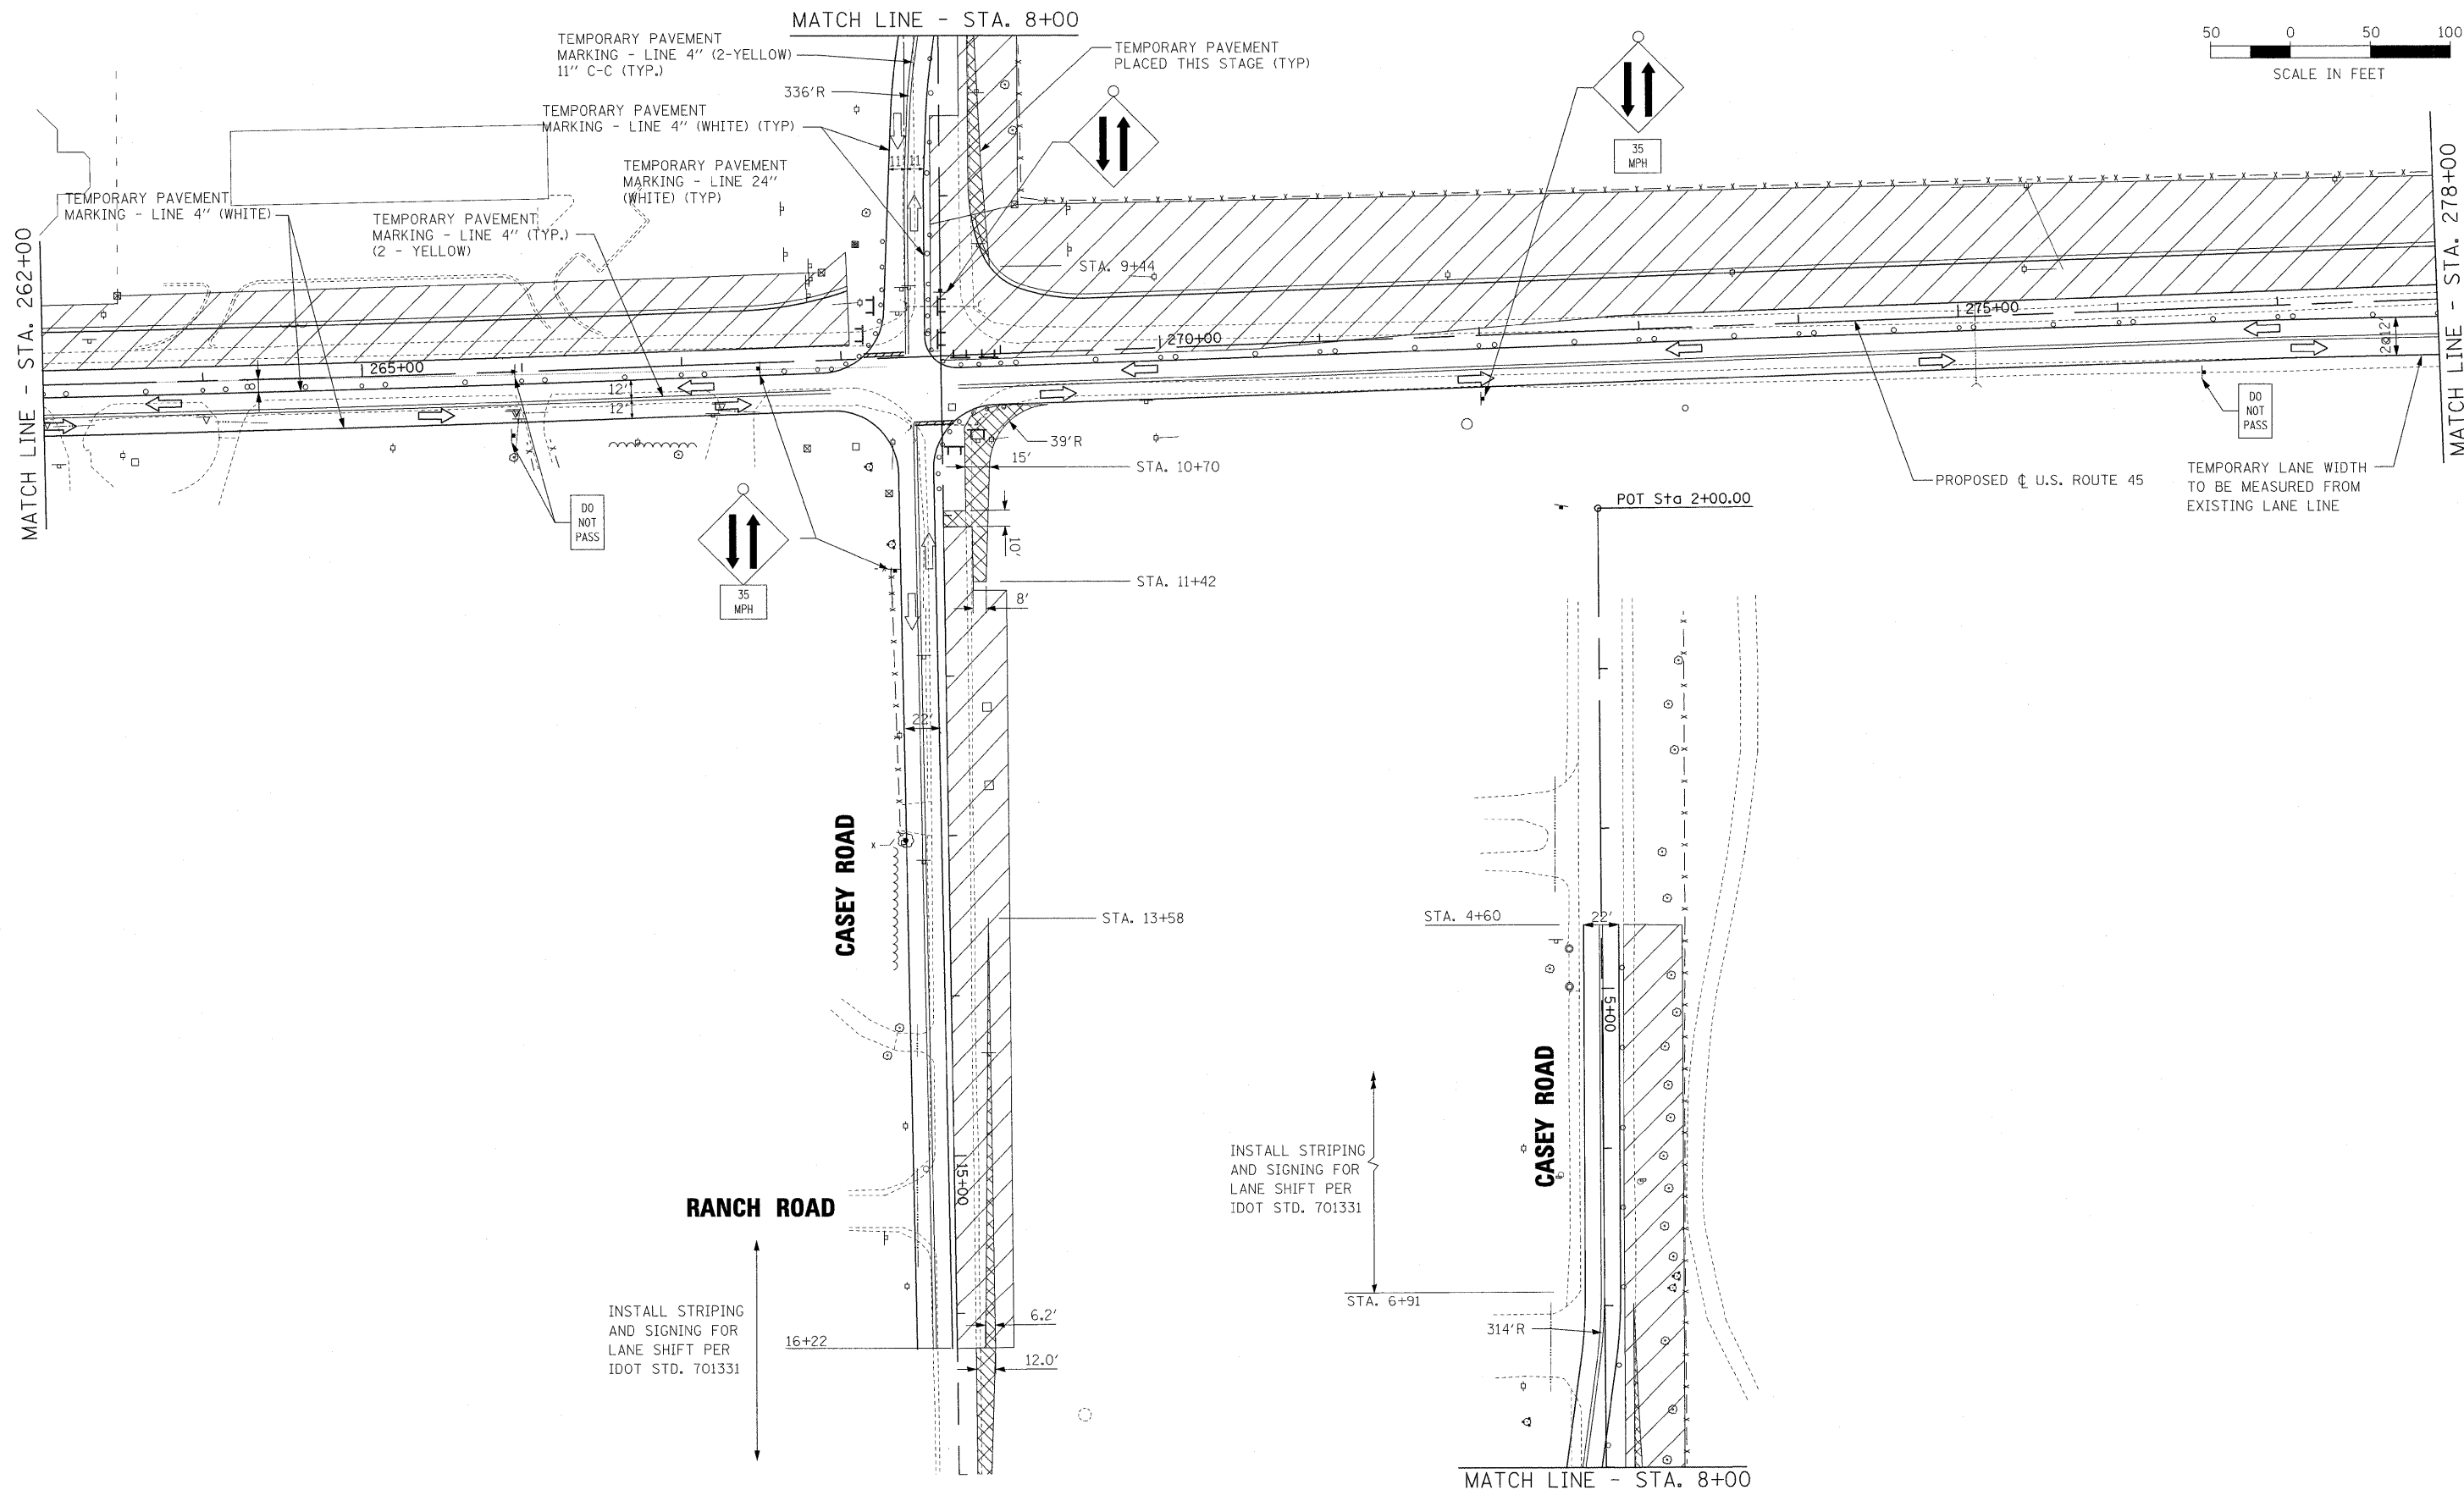 MATCH LINE - STA. 8+00
50 0 50 100
SCALE IN FEET
TEMPORARY PAVEMENT
MARKING - LINE 4" (2-YELLOW)
11" C-C (TYP.)
336'R
TEMPORARY PAVEMENT
PLACED THIS STAGE (TYP)
TEMPORARY PAVEMENT
MARKING - LINE 4" (WHITE) (TYP)
35
MPH
11' 11'
TEMPORARY PAVEMENT
MARKING - LINE 24"
(WHITE) (TYP)
TEMPORARY PAVEMENT
MARKING - LINE 4" (WHITE)
TEMPORARY PAVEMENT
MARKING - LINE 4" (TYP.)
(2 - YELLOW)
MATCH LINE - STA. 262+00
MATCH LINE - STA. 278+00
STA. 9+44
265+00
270+00
275+00
12'
12'
2@12'
39'R
15'
STA. 10+70
10'
STA. 11+42
8'
DO
NOT
PASS
35
MPH
DO
NOT
PASS
PROPOSED ℄ U.S. ROUTE 45
TEMPORARY LANE WIDTH
TO BE MEASURED FROM
EXISTING LANE LINE
POT Sta 2+00.00
22'
CASEY ROAD
STA. 13+58
15+00
RANCH ROAD
INSTALL STRIPING
AND SIGNING FOR
LANE SHIFT PER
IDOT STD. 701331
16+22
6.2'
12.0'
STA. 4+60
22'
5+00
CASEY ROAD
INSTALL STRIPING
AND SIGNING FOR
LANE SHIFT PER
IDOT STD. 701331
STA. 6+91
314'R
MATCH LINE - STA. 8+00